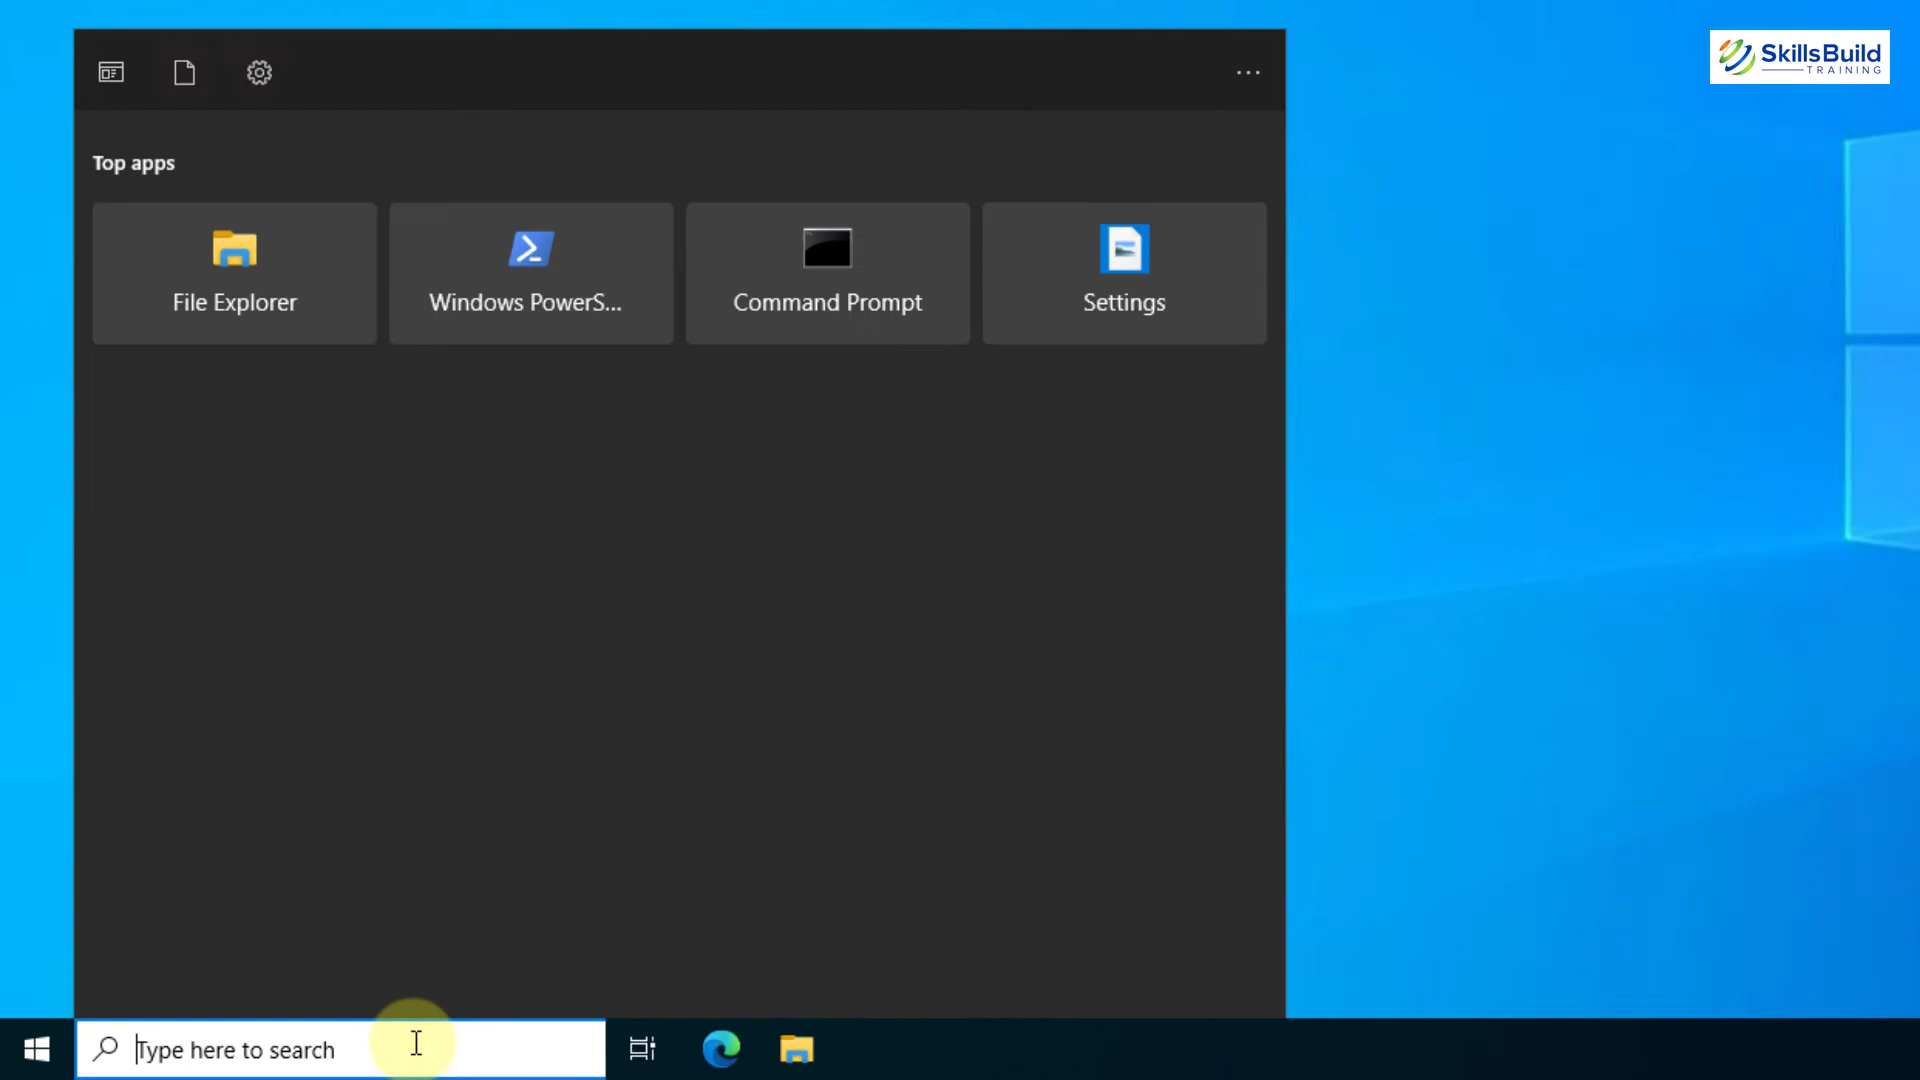 SkillsBuild
TRAINING
Top apps
File Explorer
Windows PowerS...
Command Prompt
Settings
Type here to search